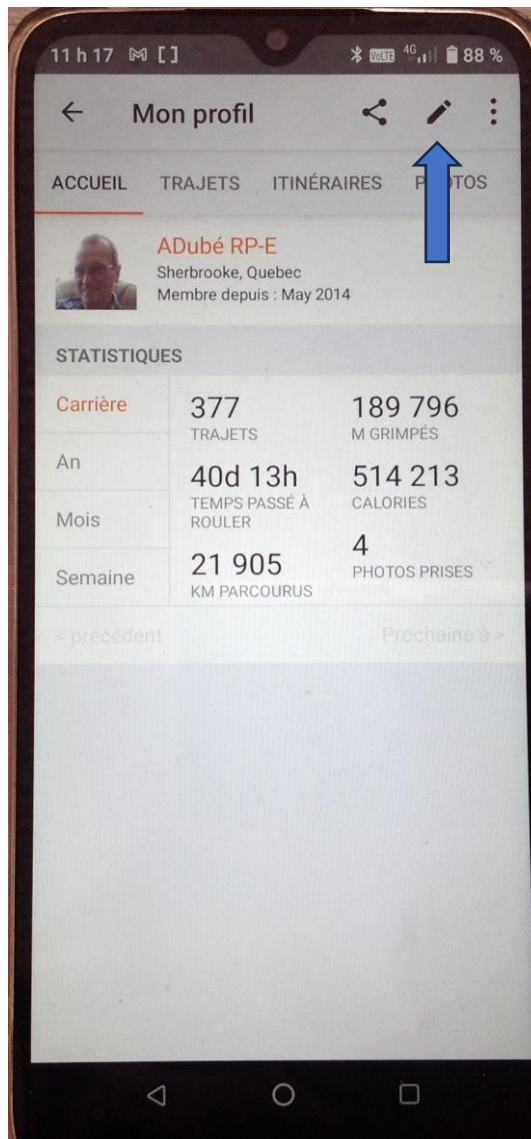 11 h 17 [ ] VoLTE 4G 88 %
Mon profil
ACCUEIL TRAJETS ITINÉRAIRES
ADubé RP-E
Sherbrooke, Quebec
Membre depuis : May 2014
STATISTIQUES
Carrière
An
Mois
Semaine
377
TRAJETS
189 796
M GRIMPÉS
40d 13h
TEMPS PASSÉ À
ROULER
514 213
CALORIES
21 905
KM PARCOURUS
4
PHOTOS PRISES
< précédent Prochaine à >